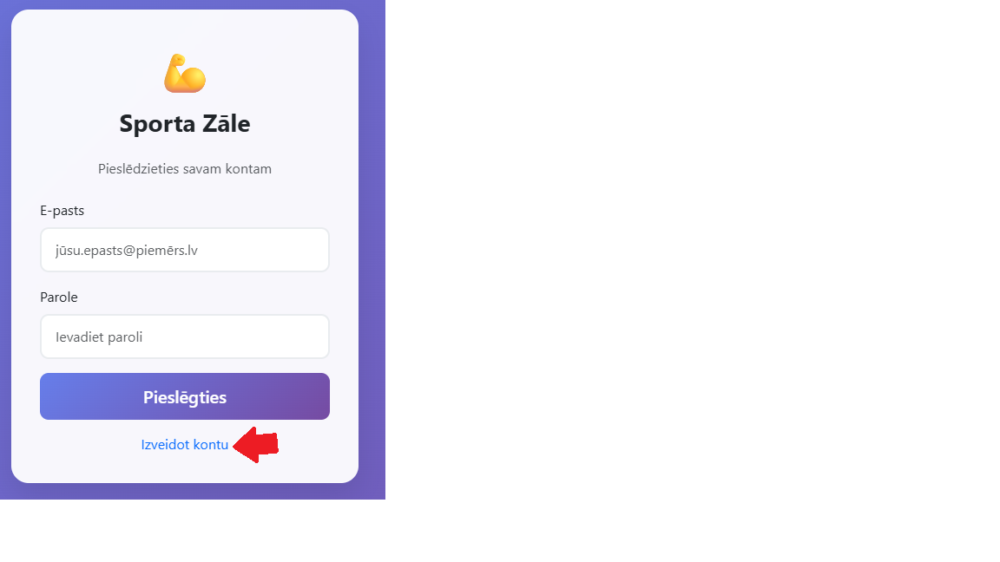 Sporta Zāle
Pieslēdzieties savam kontam
E-pasts
jūsu.epasts@piemērs.lv
Parole
Ievadiet paroli
Pieslēgties
Izveidot kontu